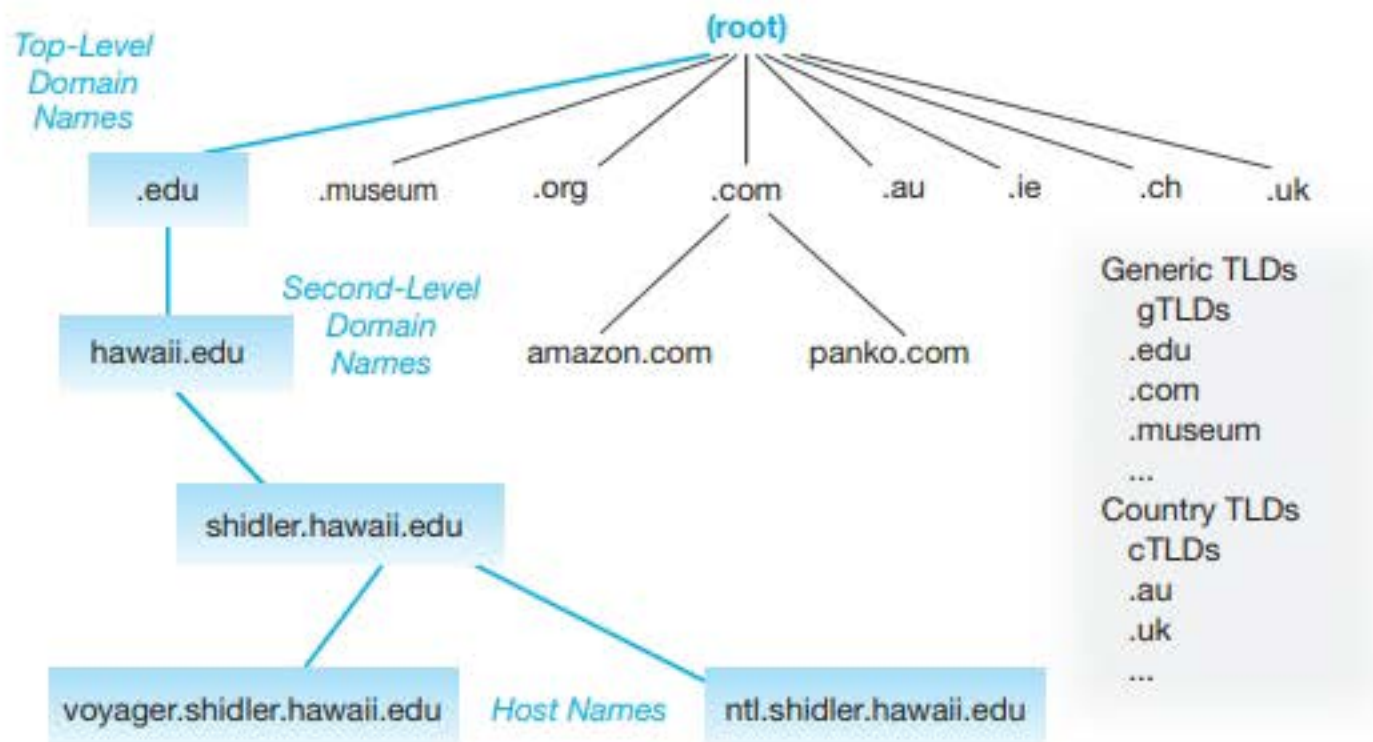 (root)
Top-Level
Domain
Names
.edu
.museum
.org
.com
.au
.ie
.ch
.uk
Second-Level
Domain
Names
hawaii.edu
amazon.com
panko.com
Generic TLDs
gTLDs
.edu
.com
.museum
...
Country TLDs
cTLDs
.au
.uk
...
shidler.hawaii.edu
voyager.shidler.hawaii.edu
Host Names
ntl.shidler.hawaii.edu